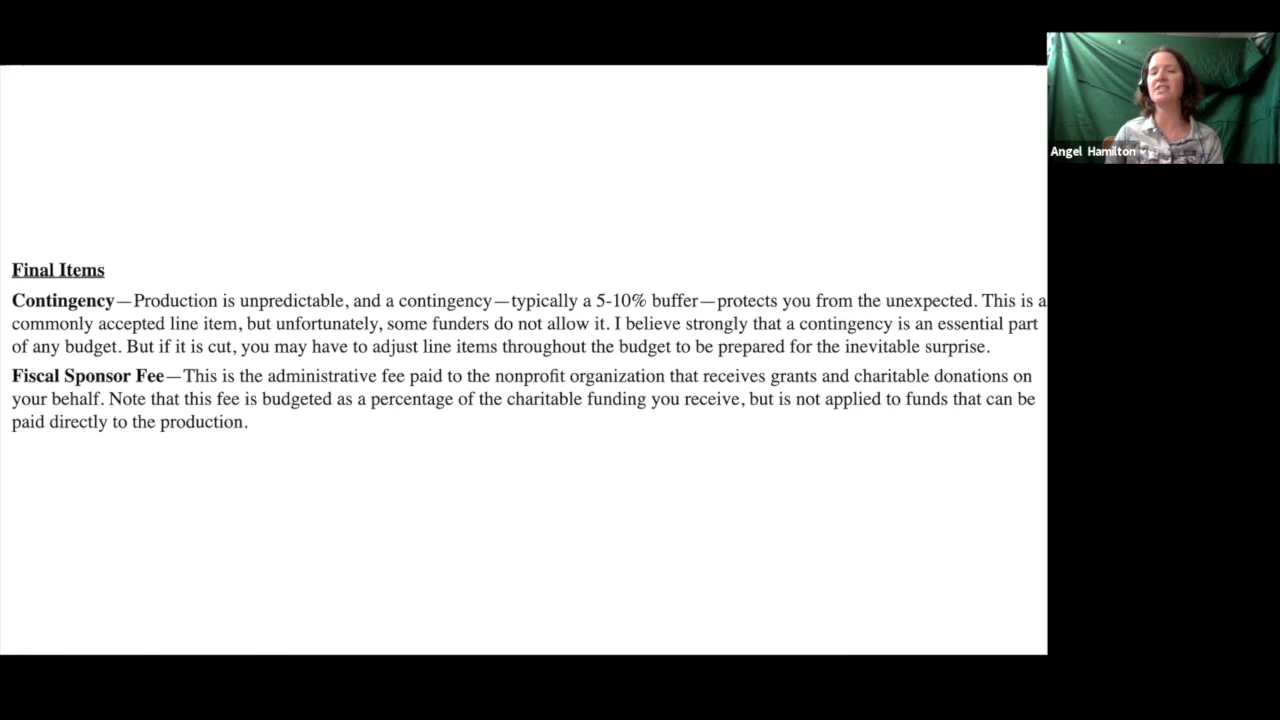 Final Items
Contingency—Production is unpredictable, and a contingency—typically a 5-10% buffer—protects you from the unexpected. This is a
commonly accepted line item, but unfortunately, some funders do not allow it. I believe strongly that a contingency is an essential part
of any budget. But if it is cut, you may have to adjust line items throughout the budget to be prepared for the inevitable surprise.
Fiscal Sponsor Fee—This is the administrative fee paid to the nonprofit organization that receives grants and charitable donations on
your behalf. Note that this fee is budgeted as a percentage of the charitable funding you receive, but is not applied to funds that can be
paid directly to the production.
Angel Hamilton